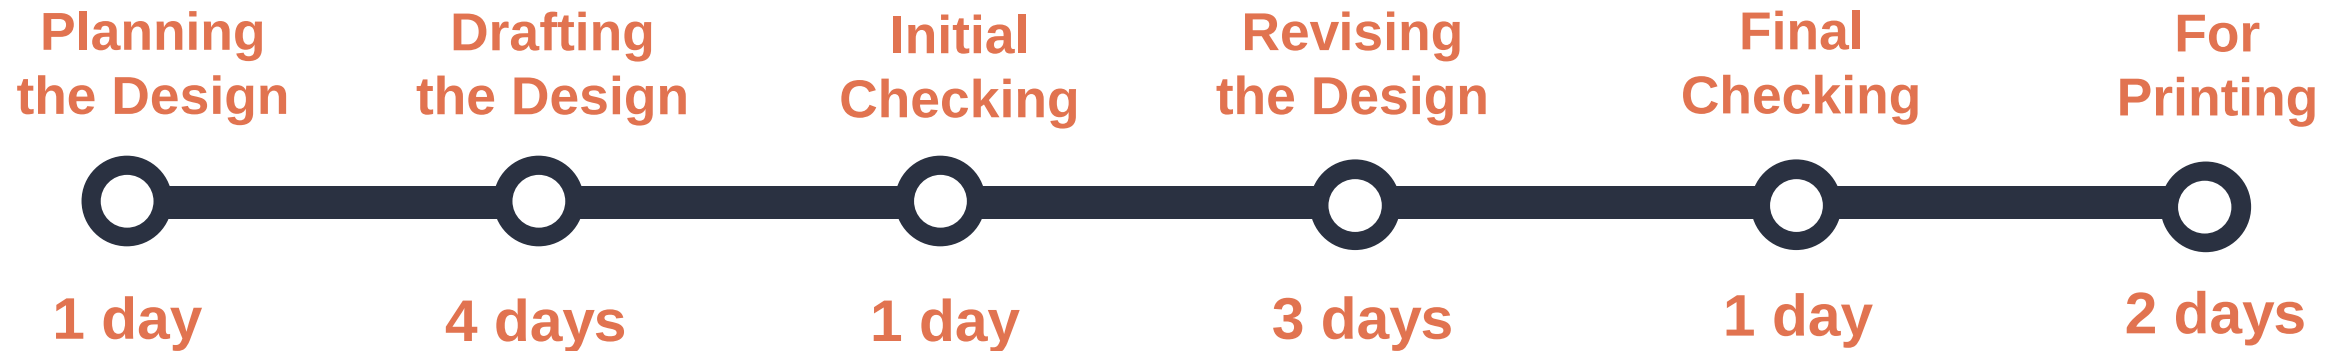 Planning
the Design
Drafting
the Design
Initial
Checking
Revising
the Design
Final
Checking
For
Printing
1 day
4 days
1 day
3 days
1 day
2 days